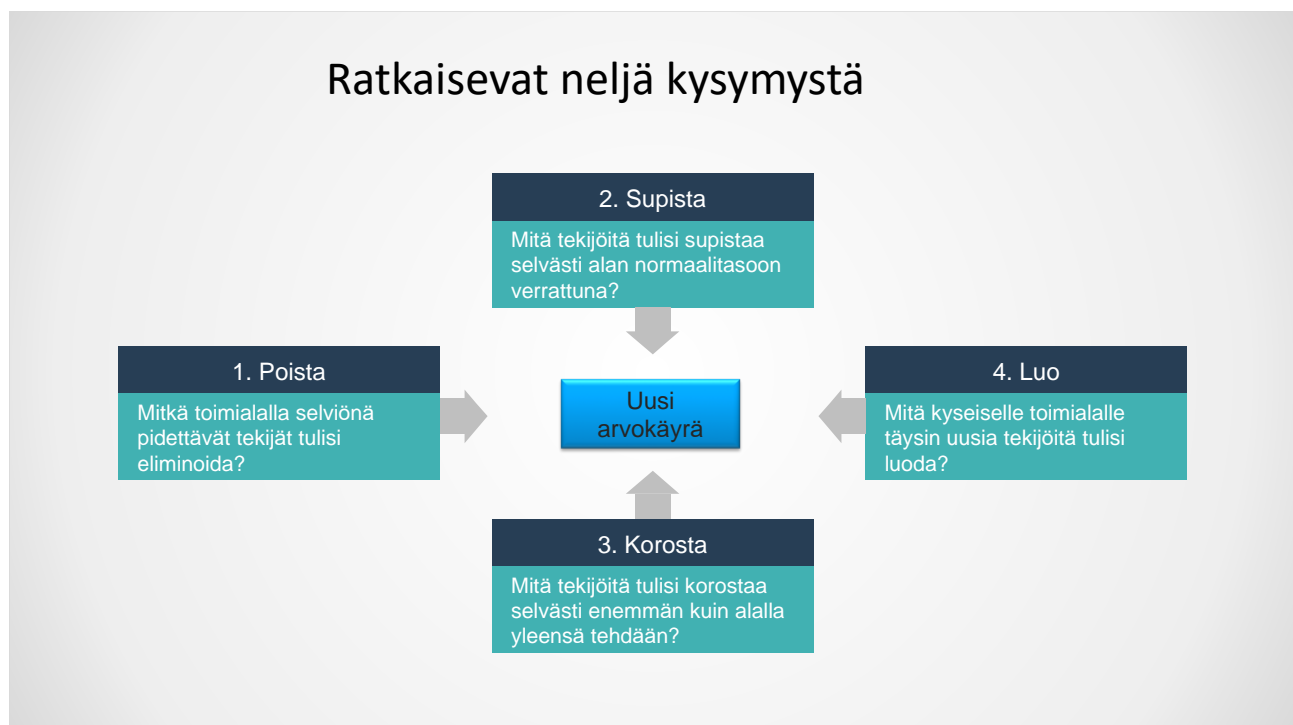 Ratkaisevat neljä kysymystä
2. Supista
Mitä tekijöitä tulisi supistaa
selvästi alan normaalitasoon
verrattuna?
1. Poista
Mitkä toimialalla selviönä
pidettävät tekijät tulisi
eliminoida?
Uusi
arvokäyrä
4. Luo
Mitä kyseiselle toimialalle
täysin uusia tekijöitä tulisi
luoda?
3. Korosta
Mitä tekijöitä tulisi korostaa
selvästi enemmän kuin alalla
yleensä tehdään?